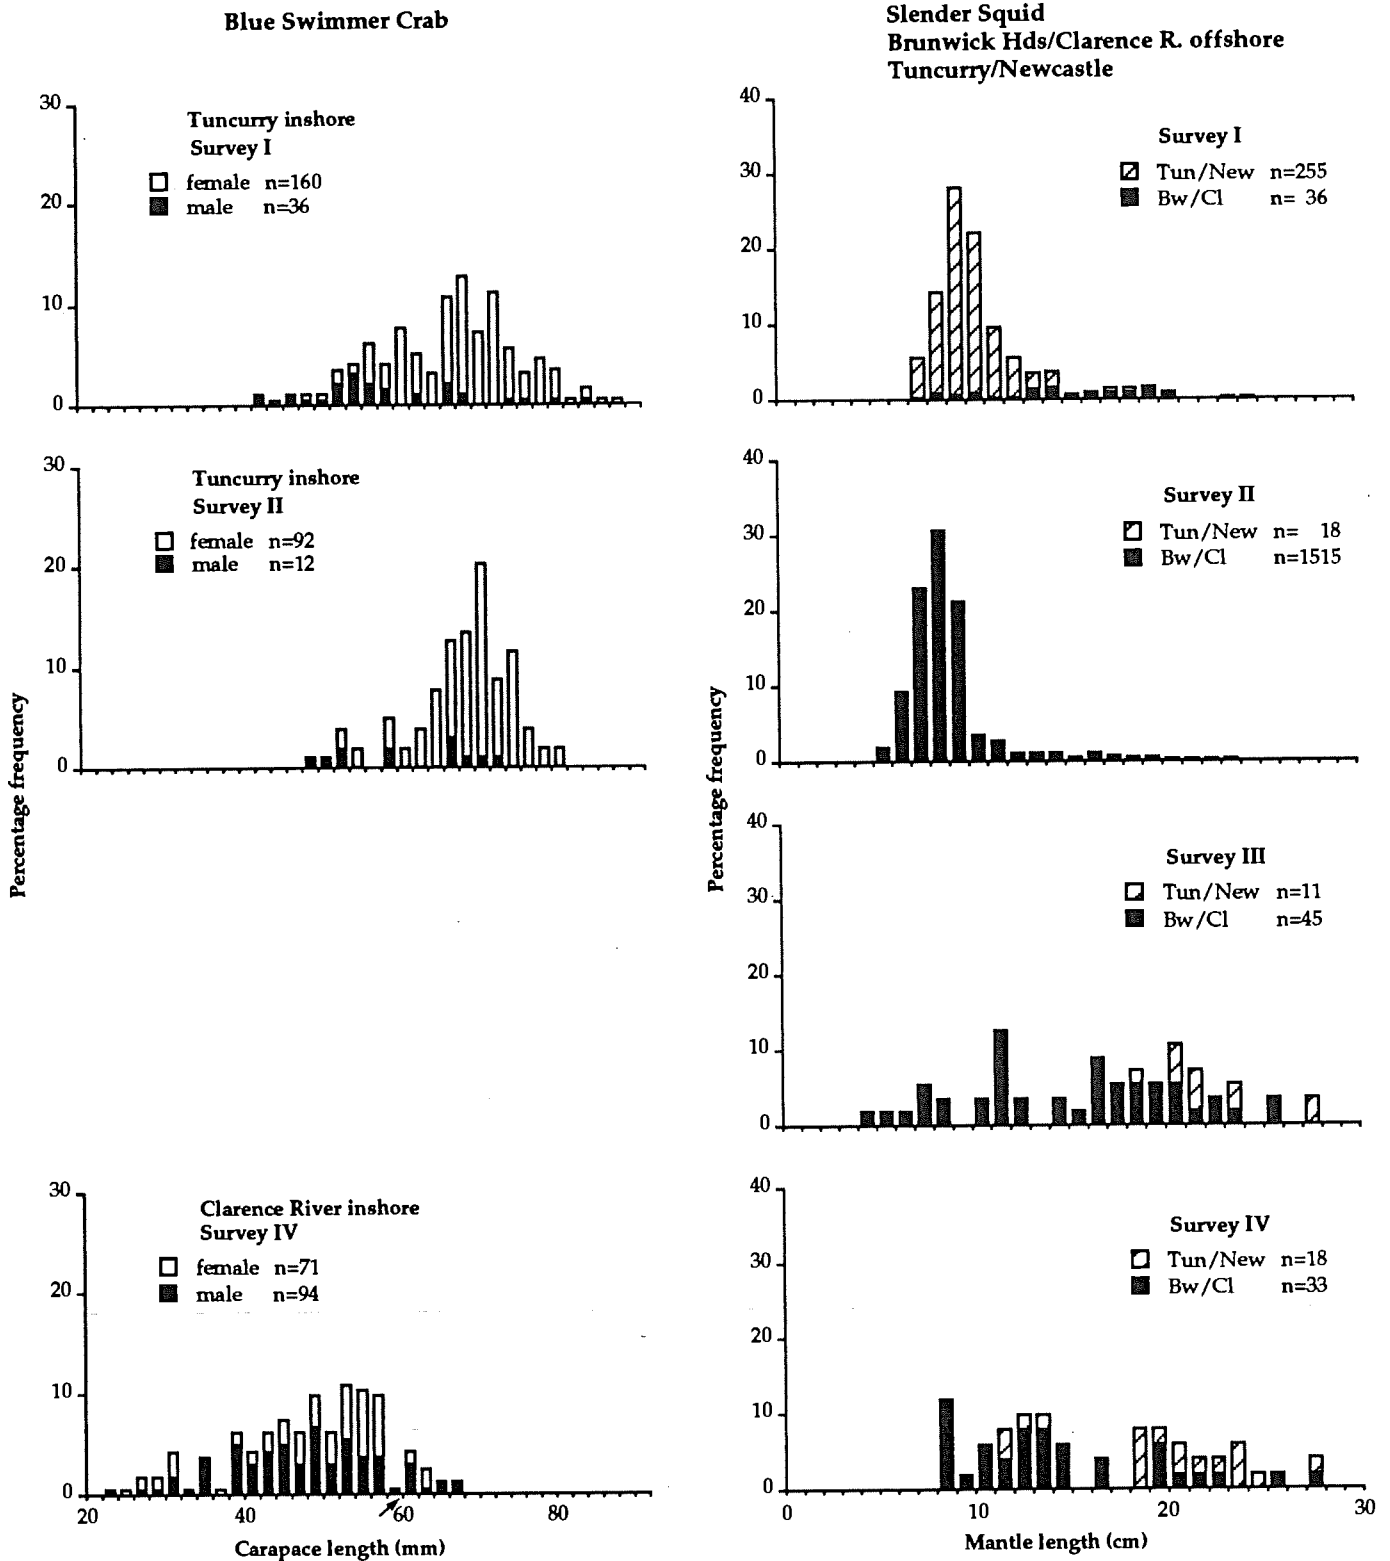 Blue Swimmer Crab
30
20
10
0
Tuncurry inshore
Survey I
female n=160
male n=36
30
20
10
0
Tuncurry inshore
Survey II
female n=92
male n=12
Percentage frequency
30
20
10
0
Clarence River inshore
Survey IV
female n=71
male n=94
20 40 60 80
Carapace length (mm)
Slender Squid
Brunwick Hds/Clarence R. offshore
Tuncurry/Newcastle
40
30
20
10
0
Survey I
Tun/New n=255
Bw/Cl n= 36
40
30
20
10
0
Survey II
Tun/New n= 18
Bw/Cl n=1515
Percentage frequency
40
30
20
10
0
Survey III
Tun/New n=11
Bw/Cl n=45
40
30
20
10
0
Survey IV
Tun/New n=18
Bw/Cl n=33
0 10 20 30
Mantle length (cm)